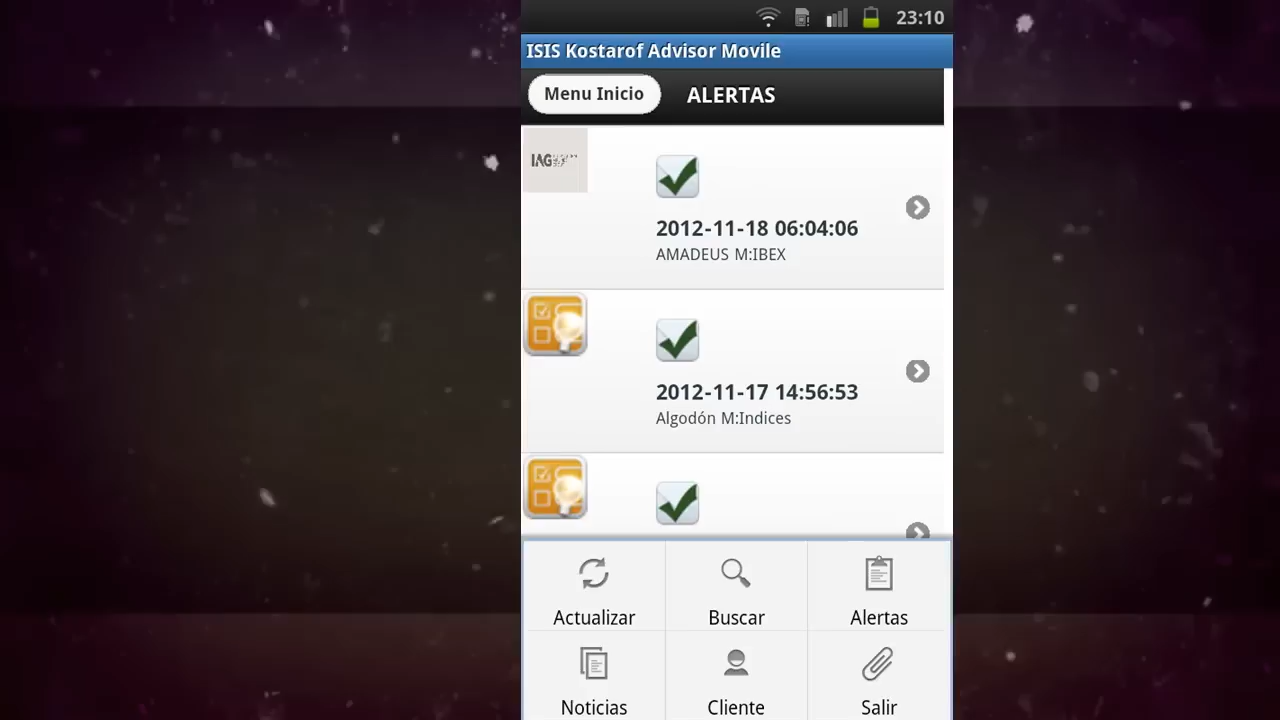 23:10
ISIS Kostarof Advisor Movile
Menu Inicio
ALERTAS
IAG
2012-11-18 06:04:06
AMADEUS M:IBEX
2012-11-17 14:56:53
Algodón M:Indices
Actualizar
Buscar
Alertas
Noticias
Cliente
Salir